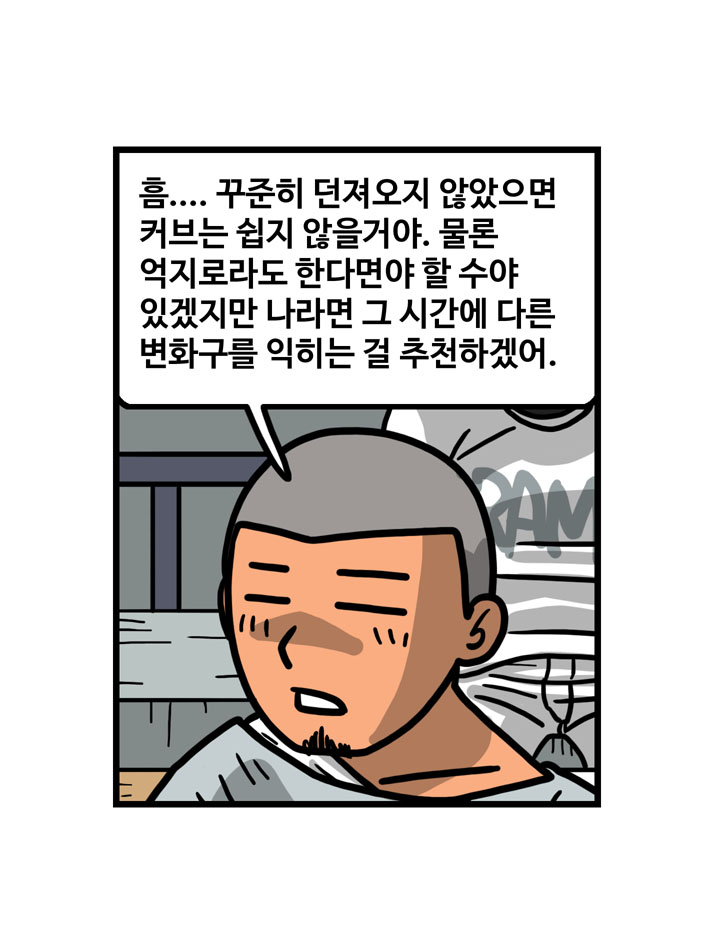 흠.... 꾸준히 던져오지 않았으면
커브는 쉽지 않을거야. 물론
억지로라도 한다면야 할 수야
있겠지만 나라면 그 시간에 다른
변화구를 익히는 걸 추천하겠어.
RAM